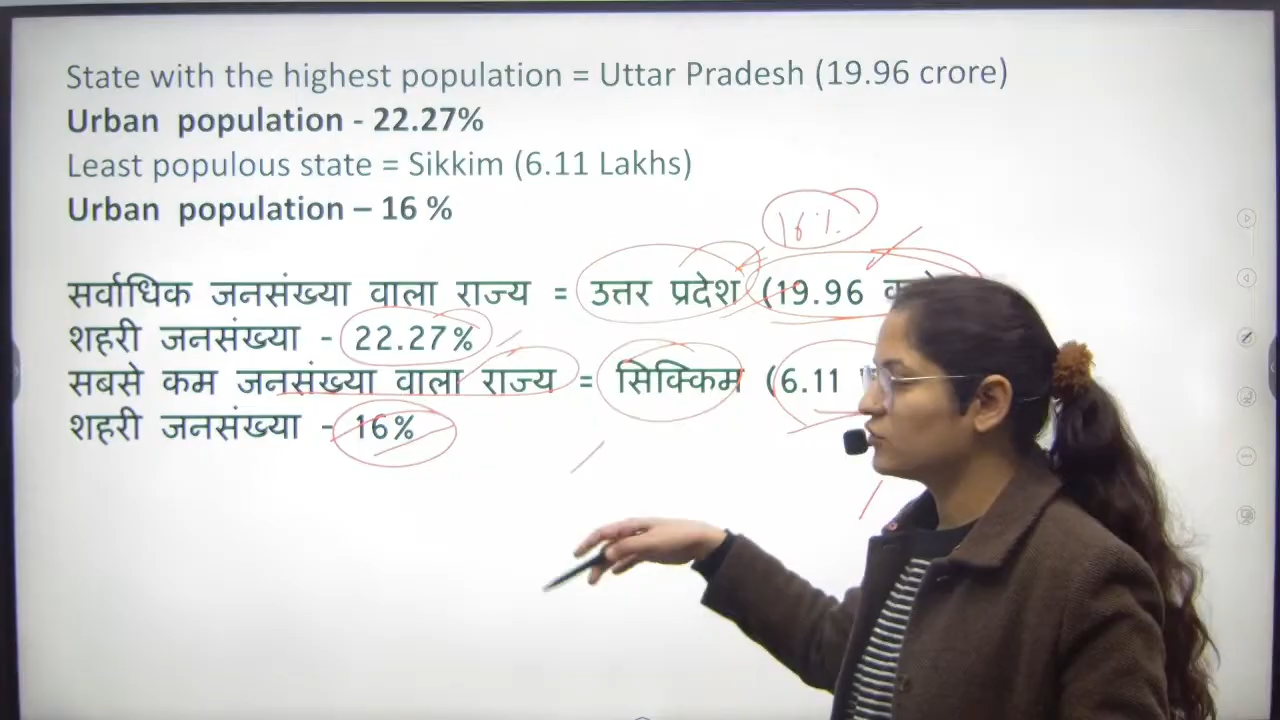 State with the highest population = Uttar Pradesh (19.96 crore)
Urban population - 22.27%
Least populous state = Sikkim (6.11 Lakhs)
Urban population – 16 %
16%
सर्वाधिक जनसंख्या वाला राज्य = उत्तर प्रदेश (19.96
शहरी जनसंख्या - 22.27%
सबसे कम जनसंख्या वाला राज्य = सिक्किम (6.11
शहरी जनसंख्या - 16%